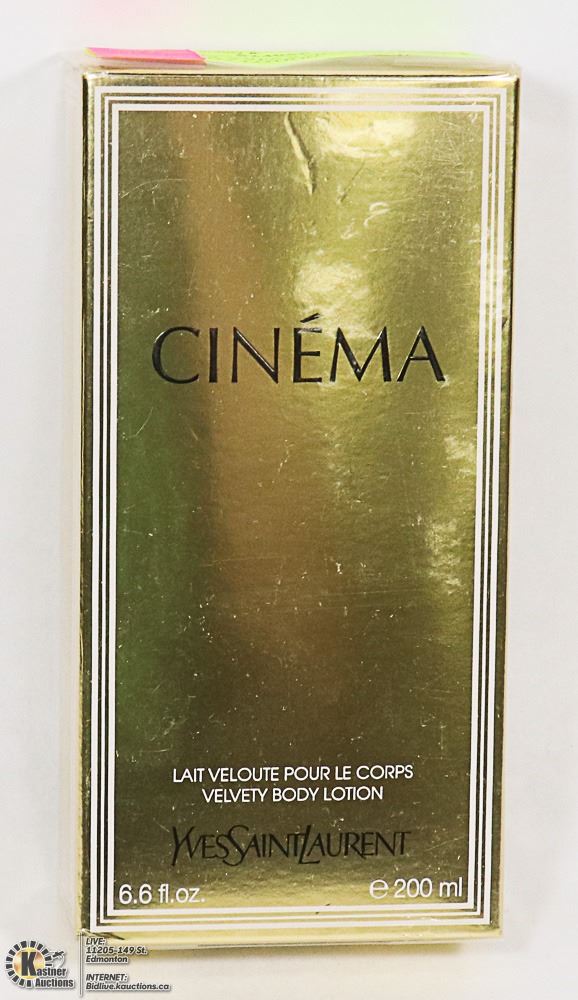 CINÉMA
LAIT VELOUTE POUR LE CORPS
VELVETY BODY LOTION
YVESSAINTLAURENT
6.6 fl.oz. e 200 ml
Kastner
Auctions
LIVE:
11205-149 St.
Edmonton
INTERNET:
Bidlive.kauctions.ca